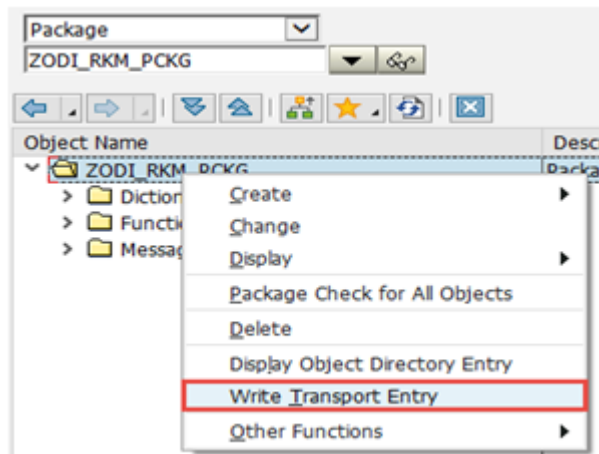 Package
ZODI_RKM_PCKG
Object Name Desc
ZODI_RKM_PCKG Packa
Diction
Functi
Messag
Create
Change
Display
Package Check for All Objects
Delete
Display Object Directory Entry
Write Transport Entry
Other Functions